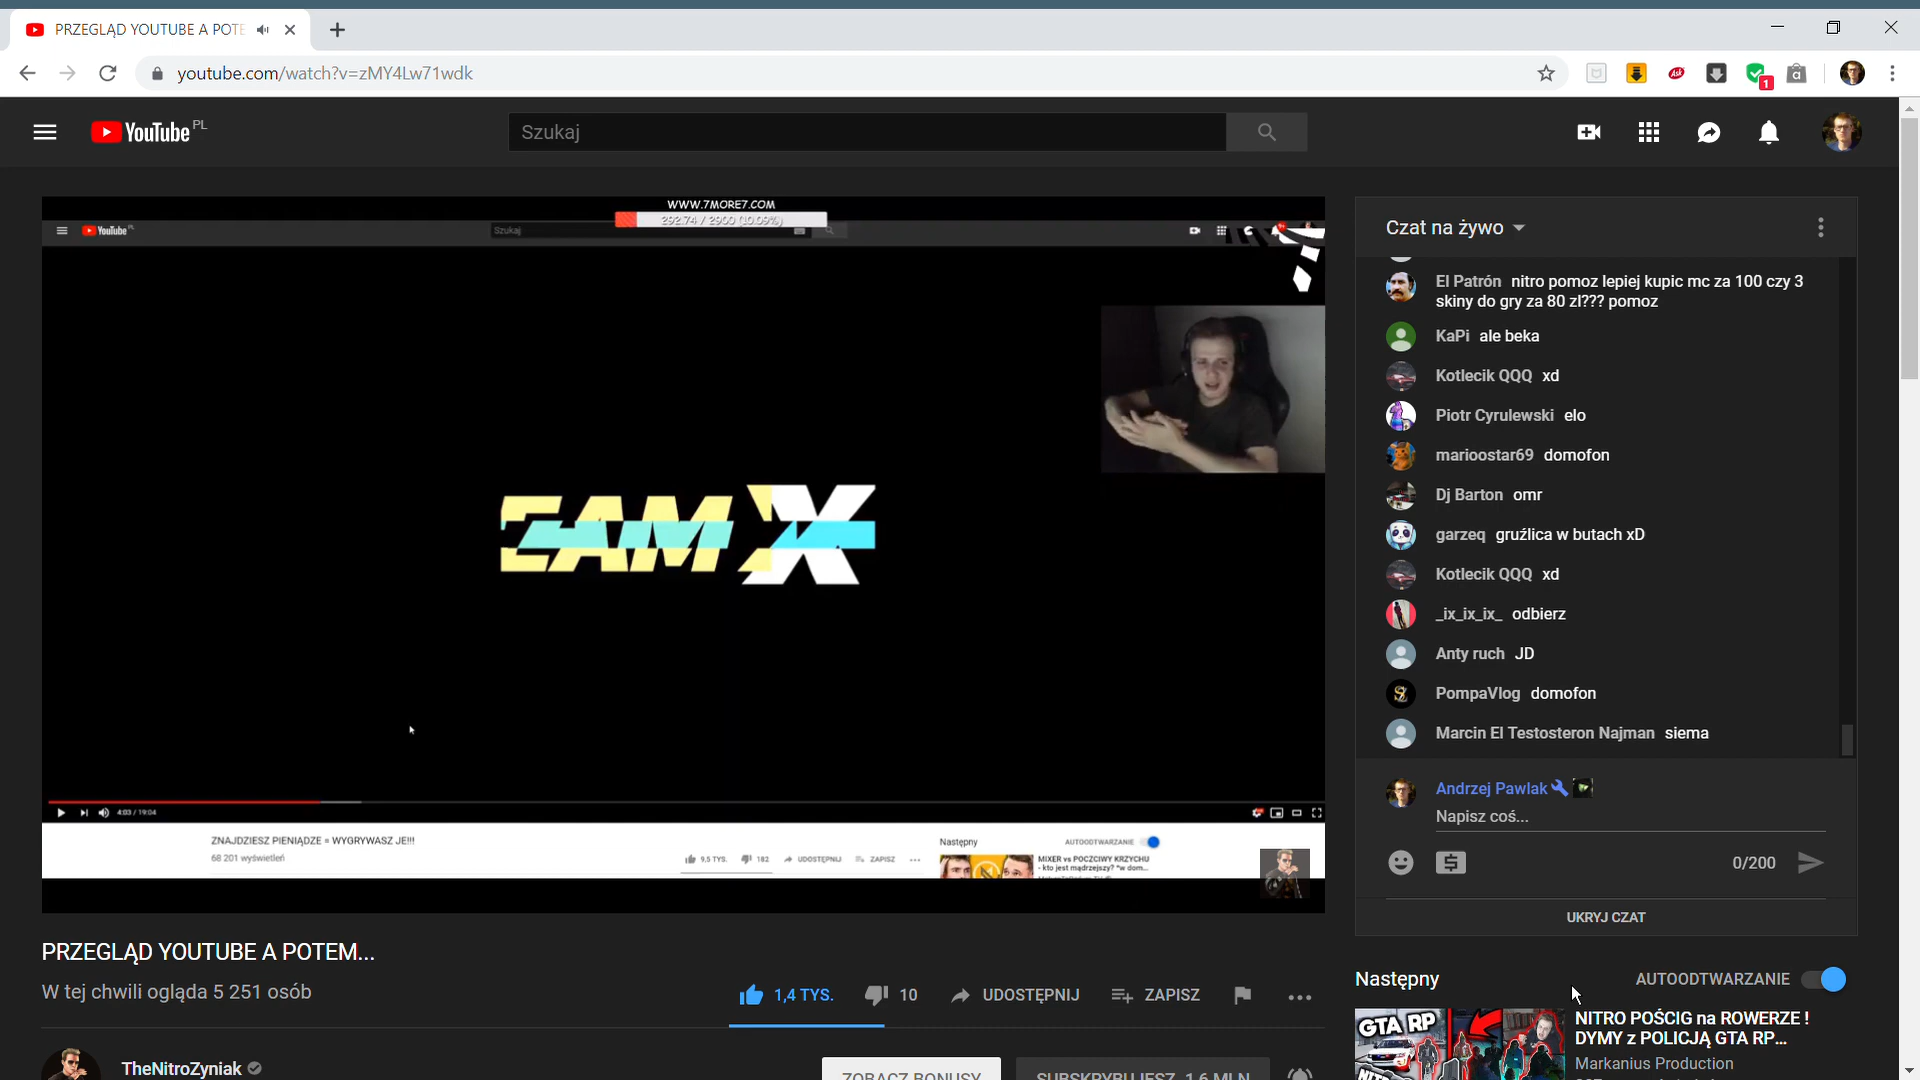 PRZEGLĄD YOUTUBE A POTE
youtube.com/watch?v=zMY4Lw71wdk
Ask
1
a
YouTube PL
Szukaj
WWW.7MORE7.COM
292.74 / 2900 (10.09%)
YouTube PL
Szukaj
EAM X
4:03 / 19:04
ZNAJDZIESZ PIENIĄDZE = WYGRYWASZ JE!!!
68 201 wyświetleń
9,5 TYS.
182
UDOSTĘPNIJ
ZAPISZ
Następny
AUTOODTWARZANIE
MIXER vs POCZCIWY KRZYCHU
- kto jest mądrzejszy? "w dom...
Czat na żywo
El Patrón nitro pomoz lepiej kupic mc za 100 czy 3
skiny do gry za 80 zl??? pomoz
KaPi ale beka
Kotlecik QQQ xd
Piotr Cyrulewski elo
marioostar69 domofon
Dj Barton omr
garzeq gruźlica w butach xD
Kotlecik QQQ xd
_ix_ix_ix_ odbierz
Anty ruch JD
PompaVlog domofon
Marcin El Testosteron Najman siema
Andrzej Pawlak
Napisz coś...
0/200
UKRYJ CZAT
PRZEGLĄD YOUTUBE A POTEM...
W tej chwili ogląda 5 251 osób
1,4 TYS.
10
UDOSTĘPNIJ
ZAPISZ
TheNitroZyniak
ZOBACZ BONUSY
SUBSKRYBUJESZ 1,6 MLN
Następny
AUTOODTWARZANIE
GTA RP
NITRO POŚCIG na ROWERZE !
DYMY z POLICJĄ GTA RP...
Markanius Production